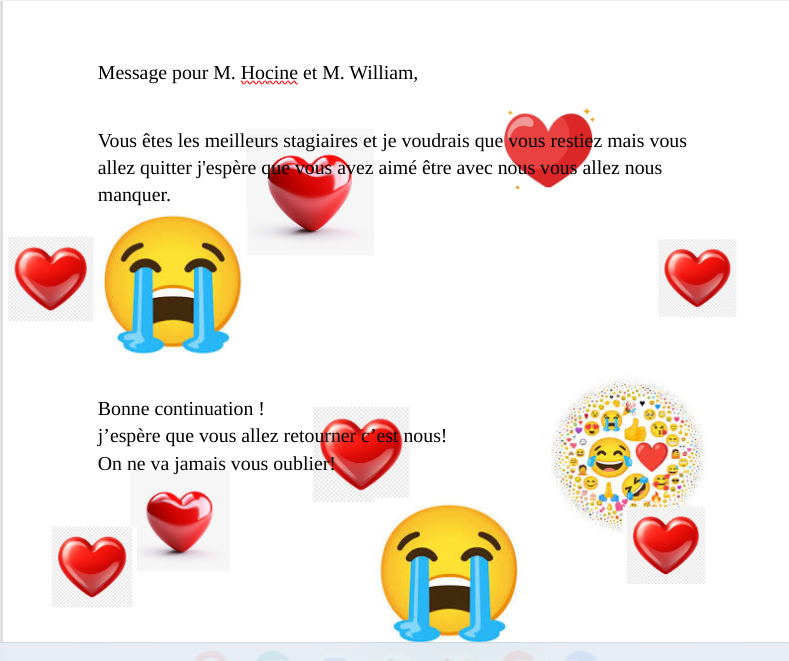 Message pour M. Hocine et M. William,
Vous êtes les meilleurs stagiaires et je voudrais que vous restiez mais vous
allez quitter j'espère que vous avez aimé être avec nous vous allez nous
manquer.
Bonne continuation !
j’espère que vous allez retourner c’est nous!
On ne va jamais vous oublier!